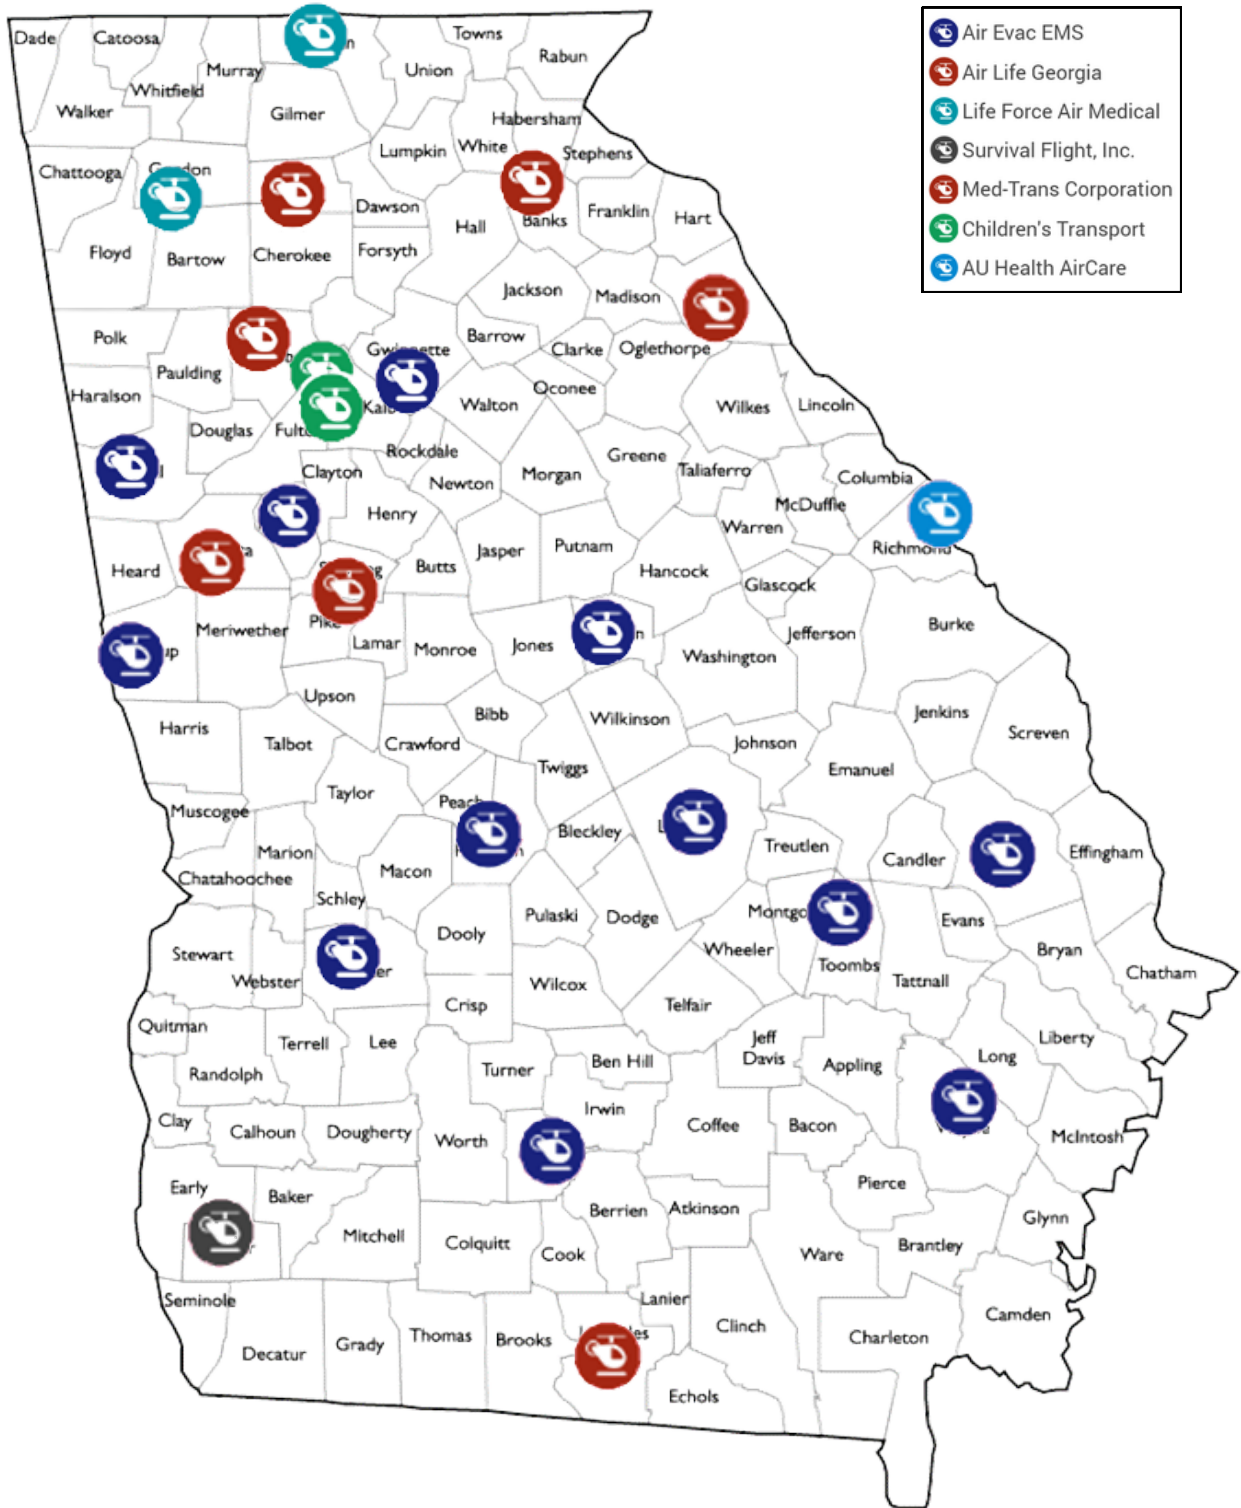 Air Evac EMS
Air Life Georgia
Life Force Air Medical
Survival Flight, Inc.
Med-Trans Corporation
Children's Transport
AU Health AirCare
Dade
Catoosa
Towns
Rabun
Union
Murray
Whitfield
Walker
Gilmer
Habersham
White
Lumpkin
Stephens
Chattooga
Dawson
Franklin
Hart
Banks
Hall
Floyd
Bartow
Cherokee
Forsyth
Jackson
Madison
Polk
Barrow
Clarke
Oglethorpe
Paulding
Haralson
Walton
Oconee
Wilkes
Lincoln
Douglas
Rockdale
Clayton
Newton
Morgan
Greene
Taliaferro
Columbia
McDuffie
Henry
Warren
Richmond
Heard
Butts
Jasper
Putnam
Hancock
Glascock
Meriwether
Pike
Lamar
Monroe
Jones
Washington
Jefferson
Burke
Upson
Harris
Talbot
Crawford
Bibb
Wilkinson
Johnson
Jenkins
Screven
Twiggs
Emanuel
Taylor
Peach
Muscogee
Bleckley
Treutlen
Candler
Effingham
Marion
Macon
Chatahoochee
Schley
Pulaski
Dodge
Evans
Dooly
Wheeler
Bryan
Stewart
Webster
Wilcox
Toombs
Tattnall
Chatham
Crisp
Telfair
Quitman
Terrell
Lee
Turner
Ben Hill
Jeff
Davis
Appling
Long
Liberty
Randolph
Irwin
Clay
Calhoun
Dougherty
Worth
Coffee
Bacon
McIntosh
Early
Baker
Pierce
Berrien
Atkinson
Glynn
Mitchell
Colquitt
Cook
Ware
Brantley
Seminole
Lanier
Camden
Decatur
Grady
Thomas
Brooks
Clinch
Charleton
Echols